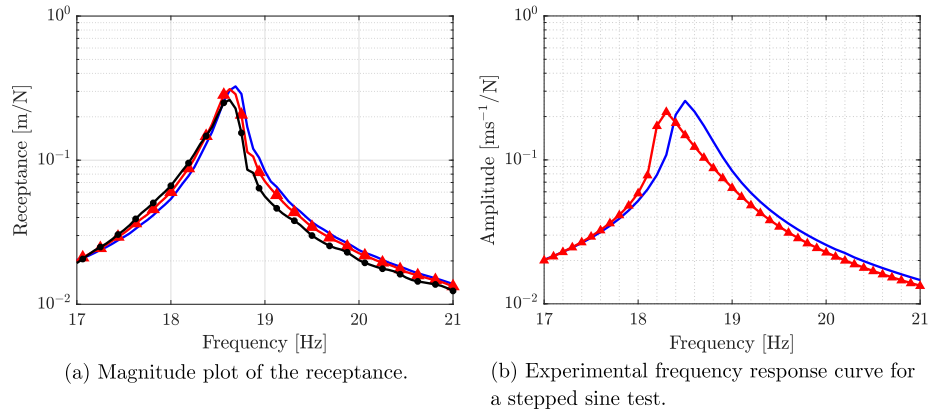 10^0
10^-1
10^-2
Receptance [m/N]
17 18 19 20 21
Frequency [Hz]
(a) Magnitude plot of the receptance.
10^0
10^-1
10^-2
Amplitude [ms^-1/N]
17 18 19 20 21
Frequency [Hz]
(b) Experimental frequency response curve for
a stepped sine test.